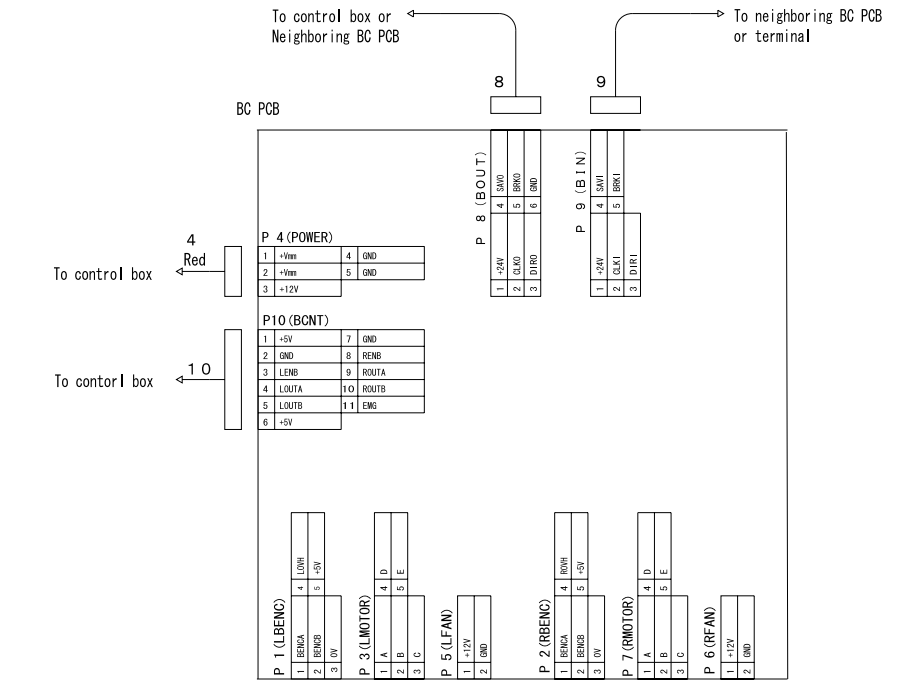 To control box or
Neighboring BC PCB
To neighboring BC PCB
or terminal
8
9
BC PCB
P 8 (BOUT)
4 SAVO
5 BRKO
6 GND
1 +24V
2 CLKO
3 DIRO
P 9 (BIN)
4 SAVI
5 BRKI
1 +24V
2 CLKI
3 DIRI
4
Red
To control box
P 4 (POWER)
1 +Vmm 4 GND
2 +Vmm 5 GND
3 +12V
10
To contorl box
P10 (BCNT)
1 +5V 7 GND
2 GND 8 RENB
3 LENB 9 ROUTA
4 LOUTA 10 ROUTB
5 LOUTB 11 EMG
6 +5V
P 1 (LBENC)
1 BENCA 4 LOVH
2 BENCB 5 +5V
3 0V
P 3 (LMOTOR)
1 A 4 D
2 B 5 E
3 C
P 5 (LFAN)
1 +12V
2 GND
P 2 (RBENC)
1 BENCA 4 ROVH
2 BENCB 5 +5V
3 0V
P 7 (RMOTOR)
1 A 4 D
2 B 5 E
3 C
P 6 (RFAN)
1 +12V
2 GND